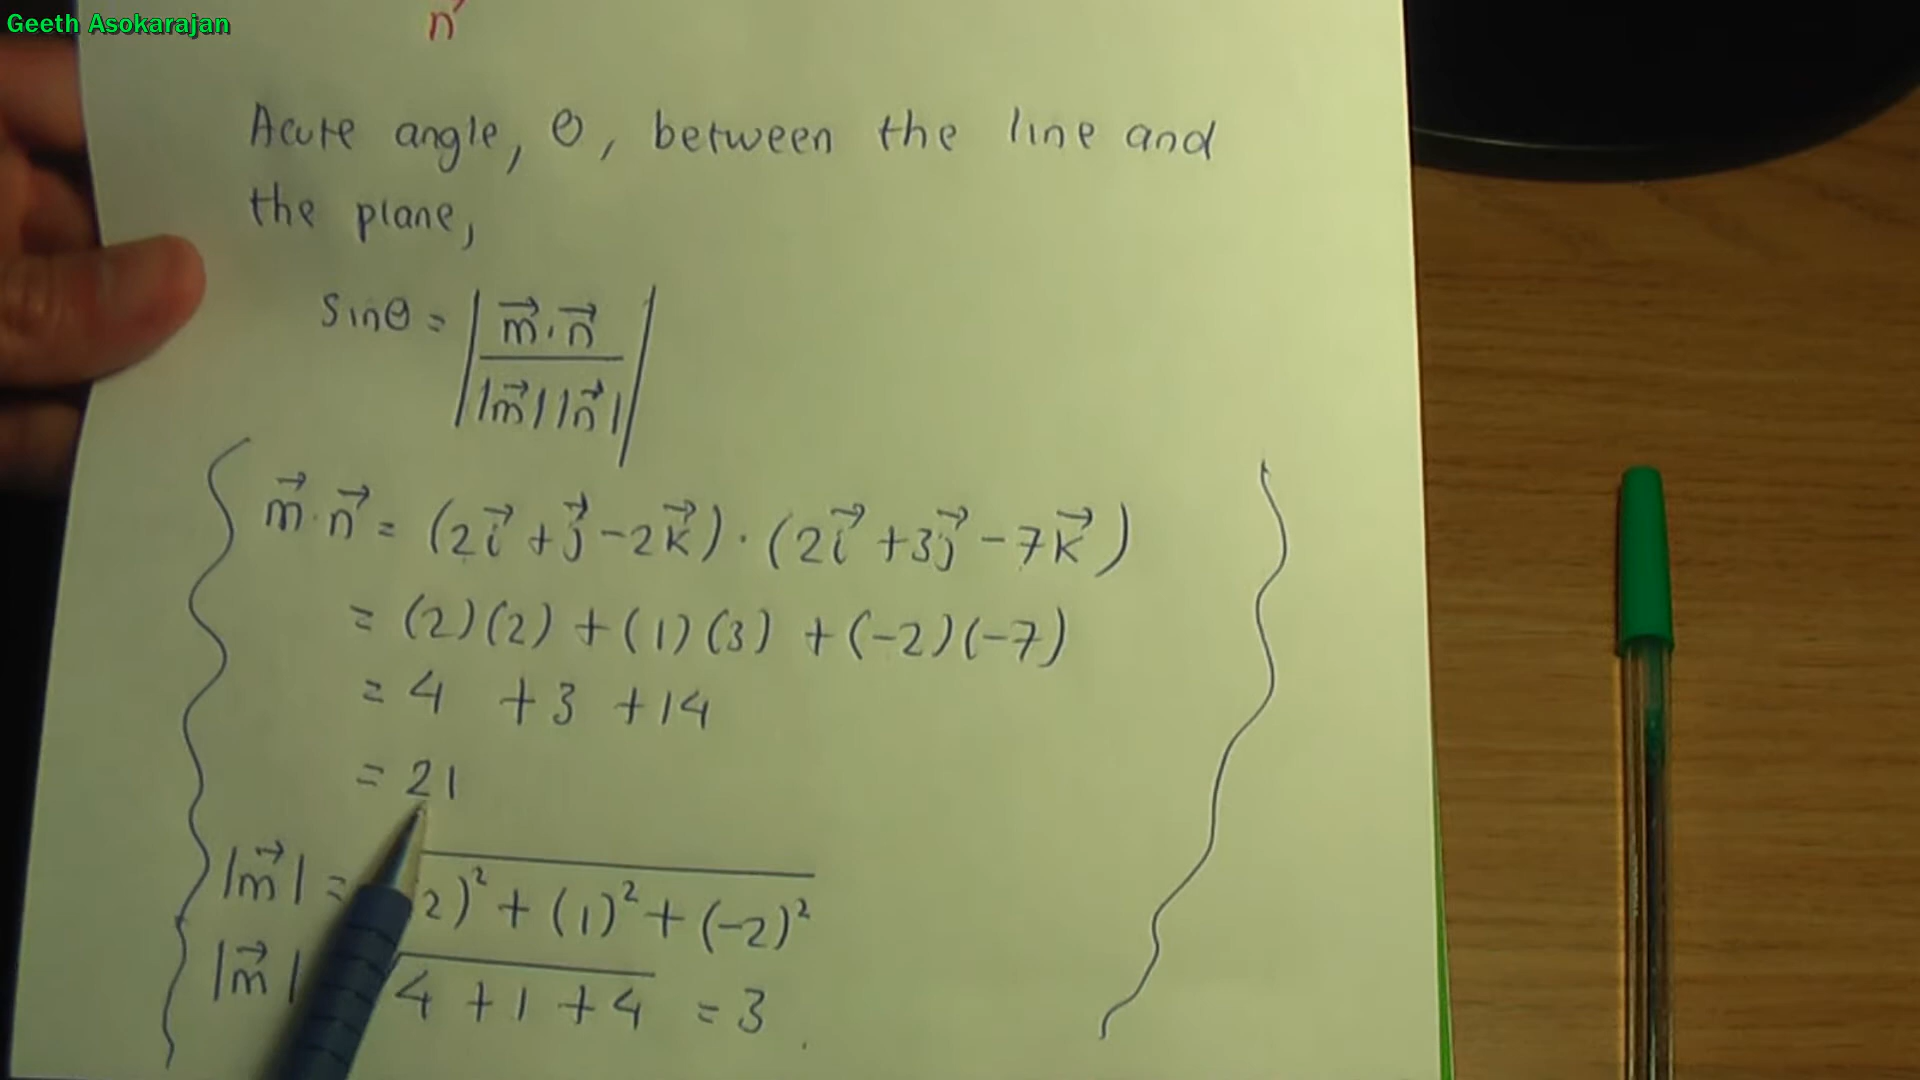 Geeth Asokarajan
n⃗
Acute angle, θ, between the line and
the plane,
sinθ = | m⃗·n⃗ / |m⃗||n⃗| |
m⃗·n⃗ = (2i⃗ + j⃗ - 2k⃗)·(2i⃗ + 3j⃗ - 7k⃗)
= (2)(2) + (1)(3) + (-2)(-7)
= 4 + 3 + 14
= 21
|m⃗| = 2)² + (1)² + (-2)²
|m⃗| 4 + 1 + 4 = 3